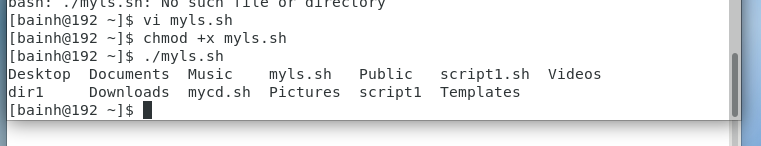 bash: ./myls.sh: No such file or directory
[bainh@192 ~]$ vi myls.sh
[bainh@192 ~]$ chmod +x myls.sh
[bainh@192 ~]$ ./myls.sh
Desktop  Documents  Music    myls.sh   Public   script1.sh  Videos
dir1     Downloads  mycd.sh  Pictures  script1  Templates
[bainh@192 ~]$